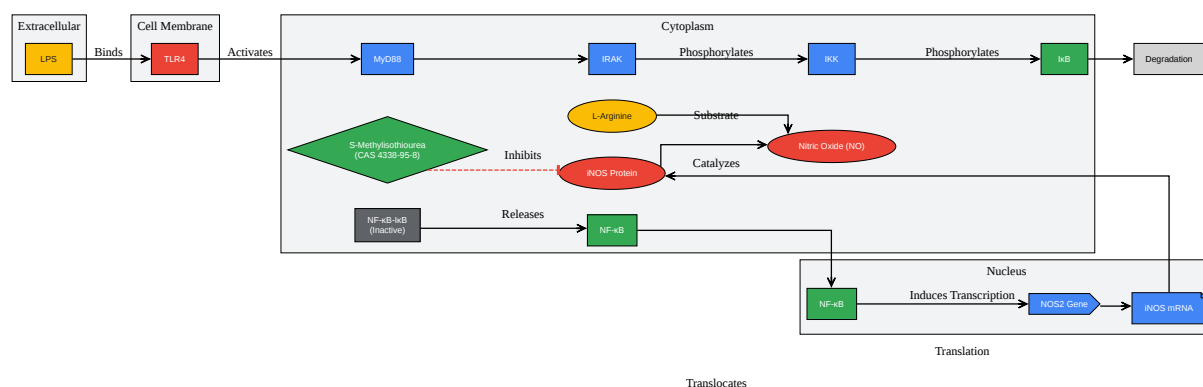 Extracellular
Cell Membrane
Cytoplasm
LPS
Binds
TLR4
Activates
MyD88
IRAK
Phosphorylates
IKK
Phosphorylates
IκB
Degradation
L-Arginine
Substrate
S-Methylisothiourea
(CAS 4338-95-8)
Inhibits
iNOS Protein
Catalyzes
Nitric Oxide (NO)
NF-κB-IκB
(Inactive)
Releases
NF-κB
Nucleus
NF-κB
Induces Transcription
NOS2 Gene
iNOS mRNA
Translation
Translocates